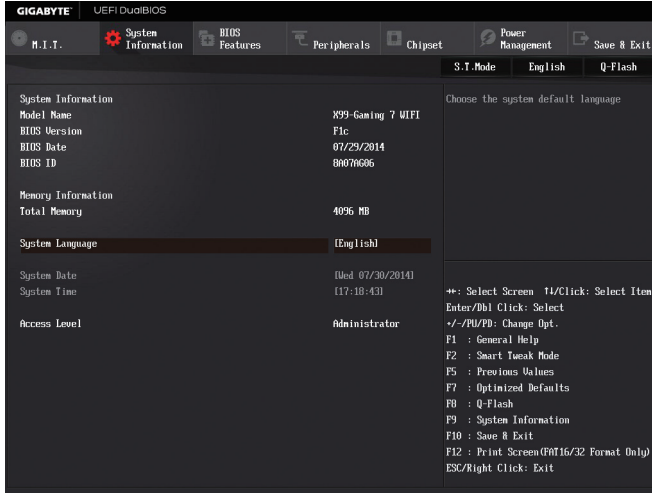 GIGABYTE™ UEFI DualBIOS
M.I.T. System Information BIOS Features Peripherals Chipset Power Management Save & Exit
S.T.Mode English Q-Flash
System Information
Model Name X99-Gaming 7 WIFI
BIOS Version F1c
BIOS Date 07/29/2014
BIOS ID 8A07AG06
Memory Information
Total Memory 4096 MB
System Language [English]
System Date [Wed 07/30/2014]
System Time [17:18:43]
Access Level Administrator
Choose the system default language
→←: Select Screen ↑↓/Click: Select Item
Enter/Dbl Click: Select
+/-/PU/PD: Change Opt.
F1 : General Help
F2 : Smart Tweak Mode
F5 : Previous Values
F7 : Optimized Defaults
F8 : Q-Flash
F9 : System Information
F10 : Save & Exit
F12 : Print Screen(FAT16/32 Format Only)
ESC/Right Click: Exit